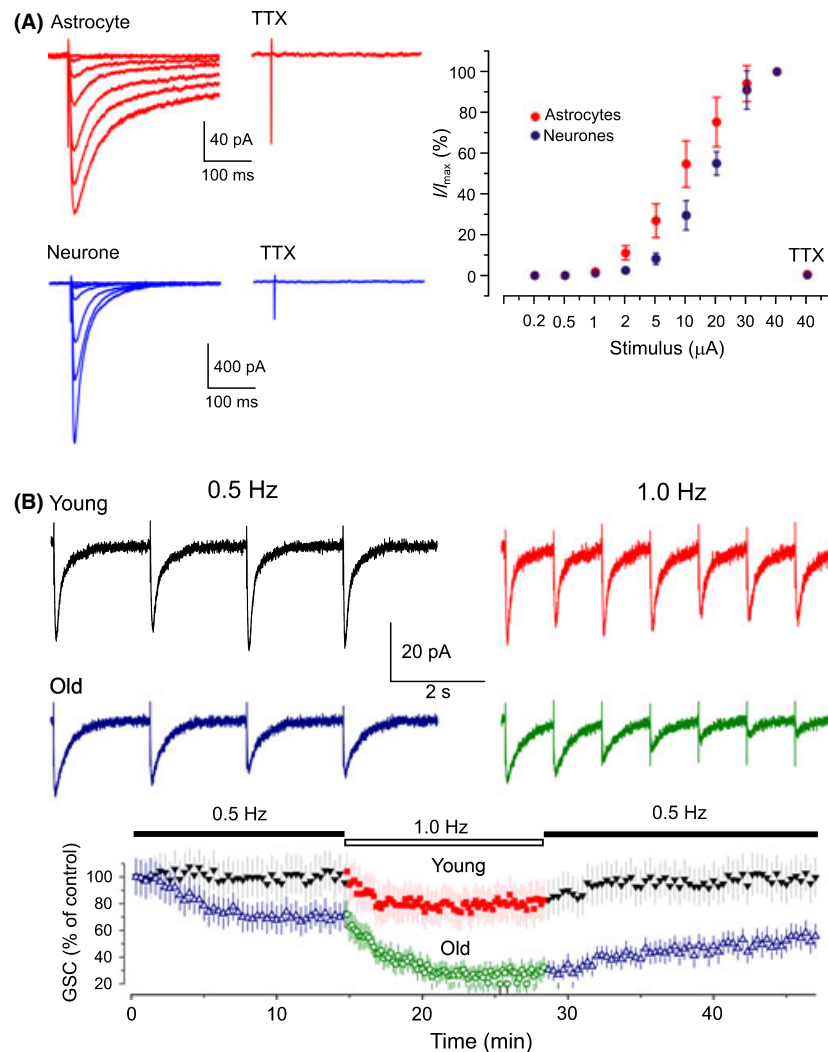 (A)
Astrocyte
TTX
40 pA
100 ms
Neurone
TTX
400 pA
100 ms
I/Imax (%)
100
80
60
40
20
0
Astrocytes
Neurones
TTX
0.2 0.5 1 2 5 10 20 30 40 40
Stimulus (μA)
(B)
0.5 Hz
1.0 Hz
Young
20 pA
2 s
Old
0.5 Hz
1.0 Hz
0.5 Hz
Young
Old
GSC (% of control)
100
80
60
40
20
0 10 20 30 40
Time (min)